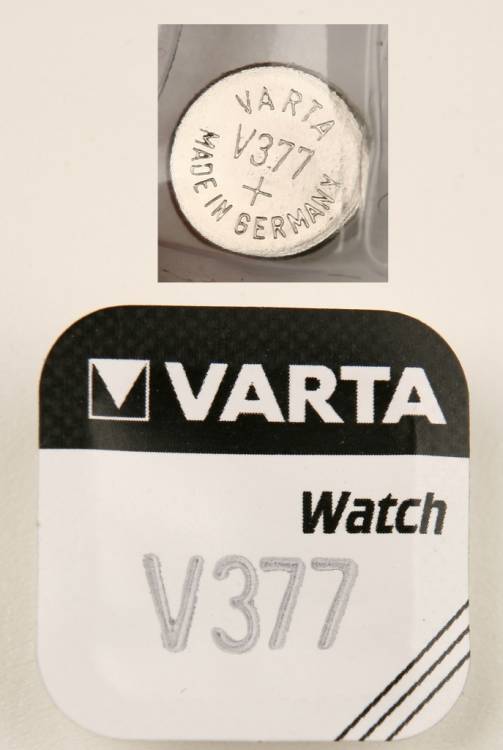 VARTA
V377
+
MADE IN GERMANY
VARTA
Watch
V377